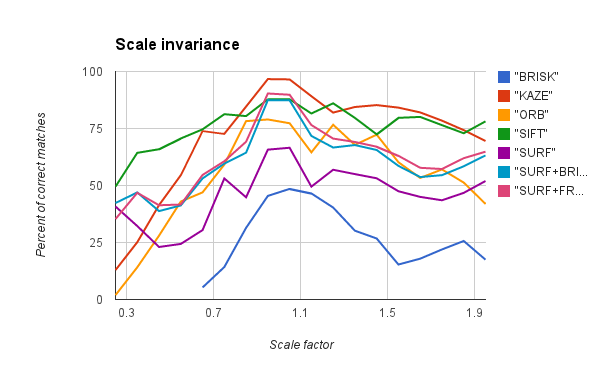 Scale invariance
Percent of correct matches
100
75
50
25
0
0.3 0.7 1.1 1.5 1.9
Scale factor
"BRISK"
"KAZE"
"ORB"
"SIFT"
"SURF"
"SURF+BRI...
"SURF+FR...